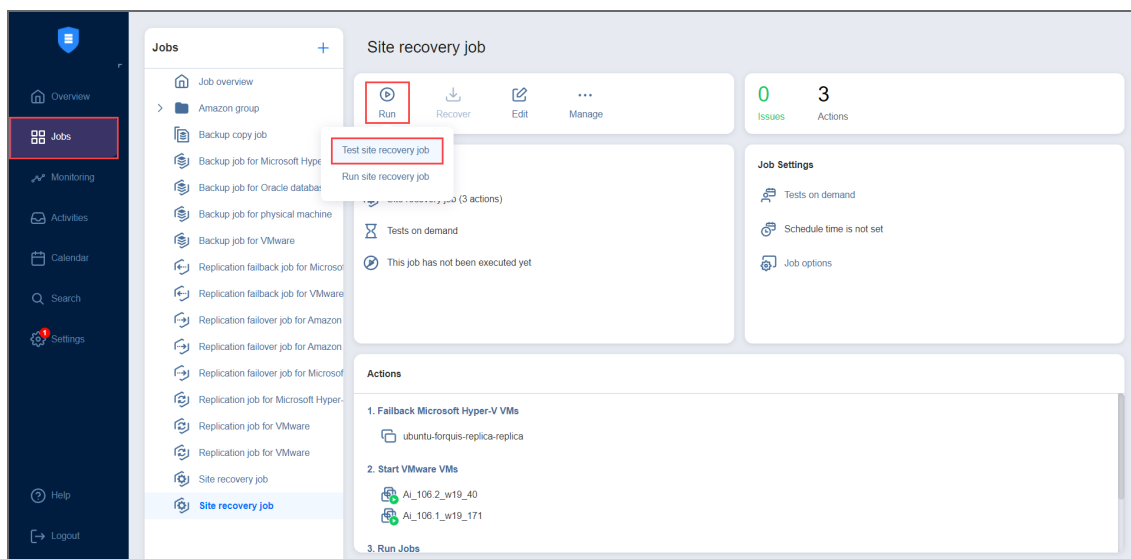 Overview
Jobs
Monitoring
Activities
Calendar
Search
1
Settings
Help
Logout
Jobs
Job overview
Amazon group
Backup copy job
Backup job for Microsoft Hype
Backup job for Oracle databas
Backup job for physical machine
Backup job for VMware
Replication failback job for Microsof
Replication failback job for VMware
Replication failover job for Amazon
Replication failover job for Amazon
Replication failover job for Microsof
Replication job for Microsoft Hyper-
Replication job for VMware
Replication job for VMware
Site recovery job
Site recovery job
Site recovery job
Run
Recover
Edit
Manage
Test site recovery job
Run site recovery job
(3 actions)
Tests on demand
This job has not been executed yet
0
Issues
3
Actions
Job Settings
Tests on demand
Schedule time is not set
Job options
Actions
1. Failback Microsoft Hyper-V VMs
ubuntu-forquis-replica-replica
2. Start VMware VMs
Ai_106.2_w19_40
Ai_106.1_w19_171
3. Run Jobs